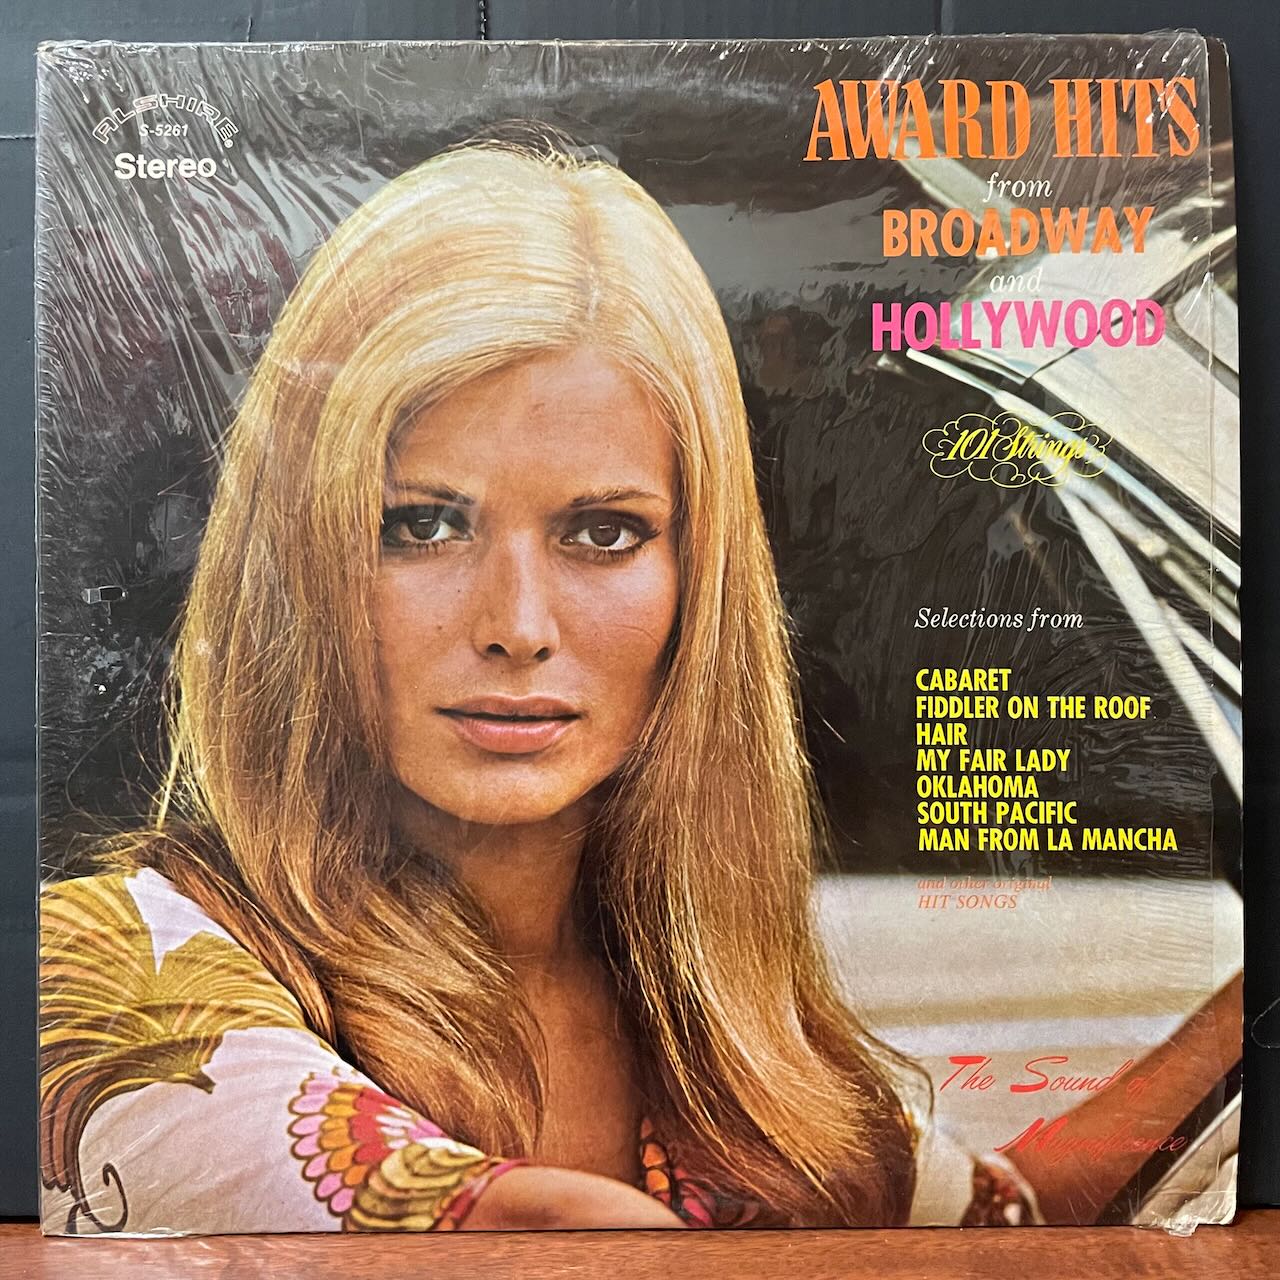 ALSHIRE®
S-5261
Stereo
AWARD HITS
from
BROADWAY
and
HOLLYWOOD
101 Strings
Selections from
CABARET
FIDDLER ON THE ROOF
HAIR
MY FAIR LADY
OKLAHOMA
SOUTH PACIFIC
MAN FROM LA MANCHA
and other original
HIT SONGS
The Sound of
Magnificence